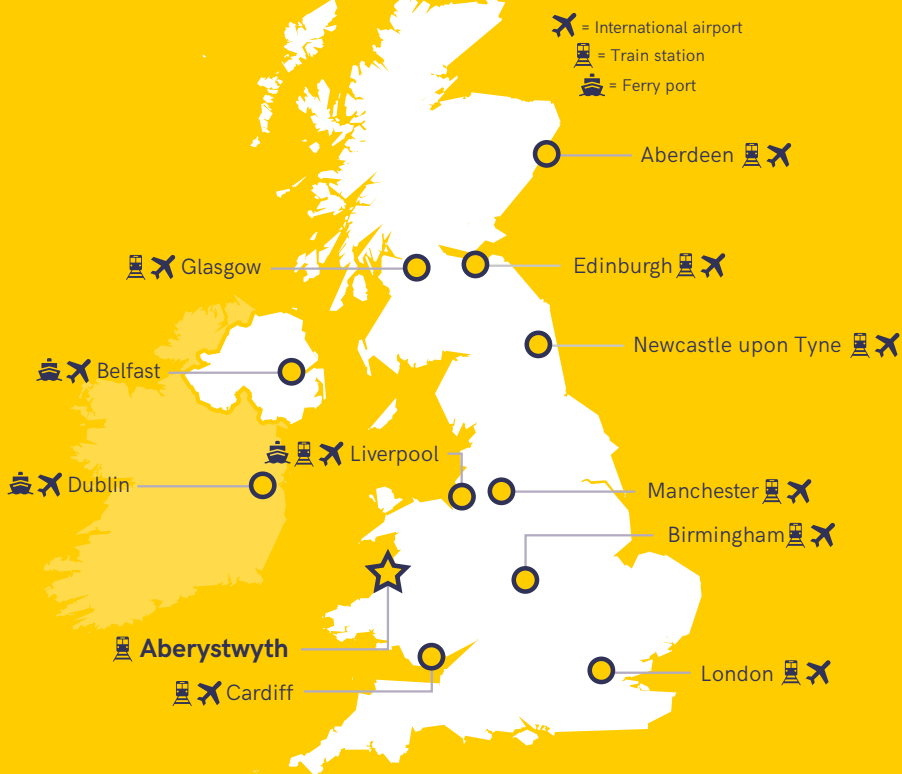 = International airport
= Train station
= Ferry port
Aberdeen
Glasgow
Edinburgh
Newcastle upon Tyne
Belfast
Liverpool
Dublin
Manchester
Birmingham
Aberystwyth
London
Cardiff